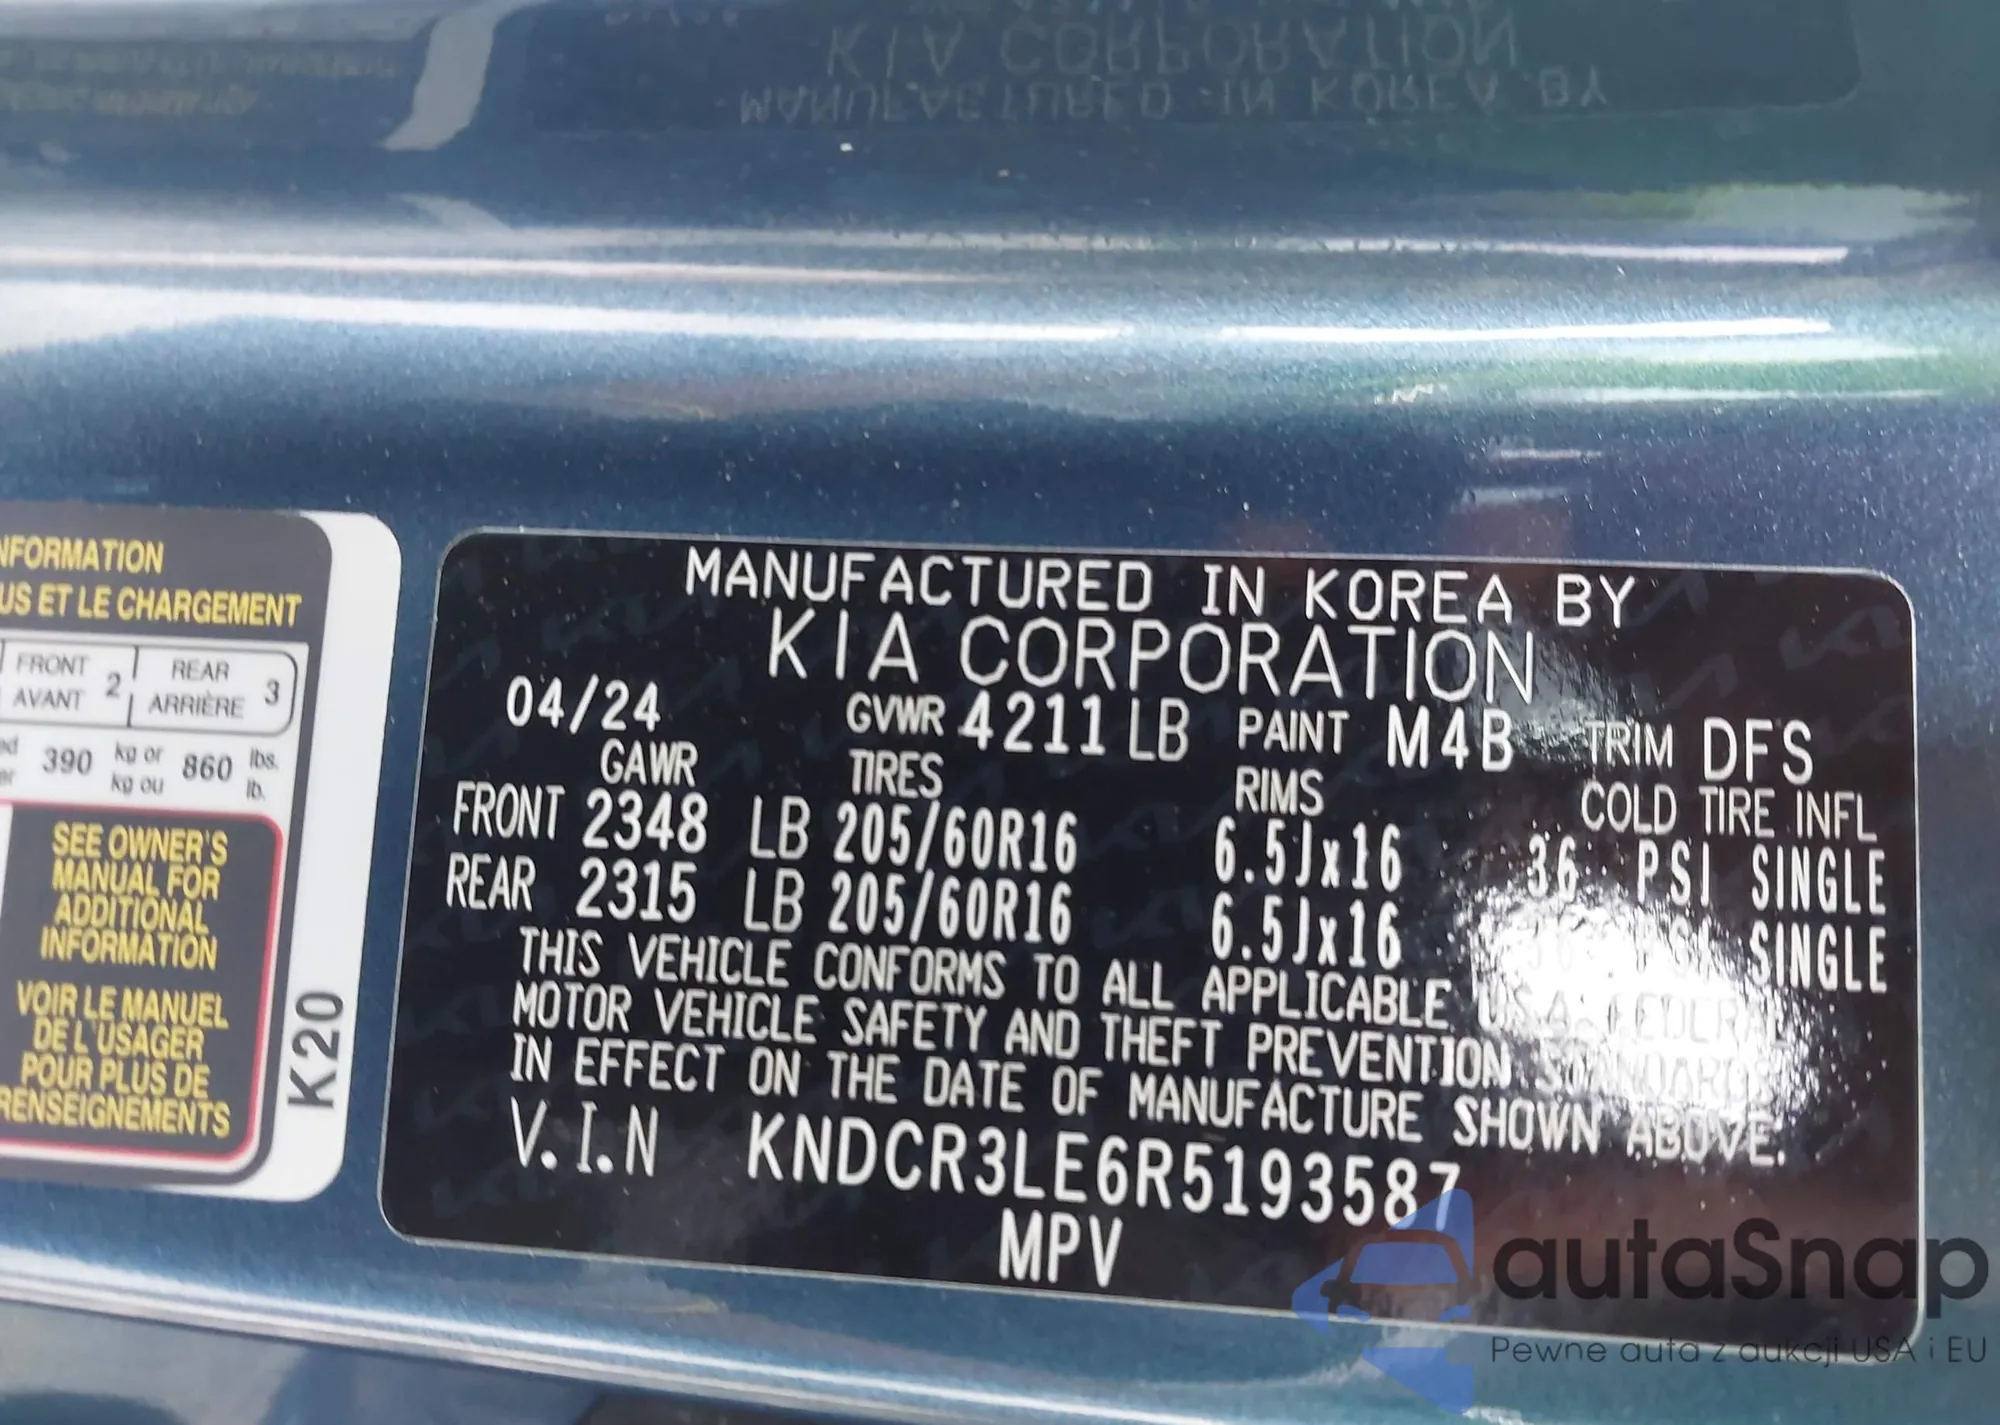 KIA CORPORATION
MANUFACTURED IN KOREA BY
NFORMATION
US ET LE CHARGEMENT
FRONT
AVANT 2
REAR
ARRIÈRE 3
390 kg or
kg ou 860 lbs.
lb.
SEE OWNER'S
MANUAL FOR
ADDITIONAL
INFORMATION
VOIR LE MANUEL
DE L'USAGER
POUR PLUS DE
RENSEIGNEMENTS
K20
MANUFACTURED IN KOREA BY
KIA CORPORATION
04/24 GVWR 4211 LB PAINT M4B TRIM DFS
GAWR TIRES RIMS COLD TIRE INFL
FRONT 2348 LB 205/60R16 6.5Jx16 36 PSI SINGLE
REAR 2315 LB 205/60R16 6.5Jx16 PSI SINGLE
THIS VEHICLE CONFORMS TO ALL APPLICABLE U.S.A. FEDERAL
MOTOR VEHICLE SAFETY AND THEFT PREVENTION STANDARDS
IN EFFECT ON THE DATE OF MANUFACTURE SHOWN ABOVE.
V.I.N KNDCR3LE6R5193587
MPV
autaSnap
Pewne auta z aukcji USA i EU